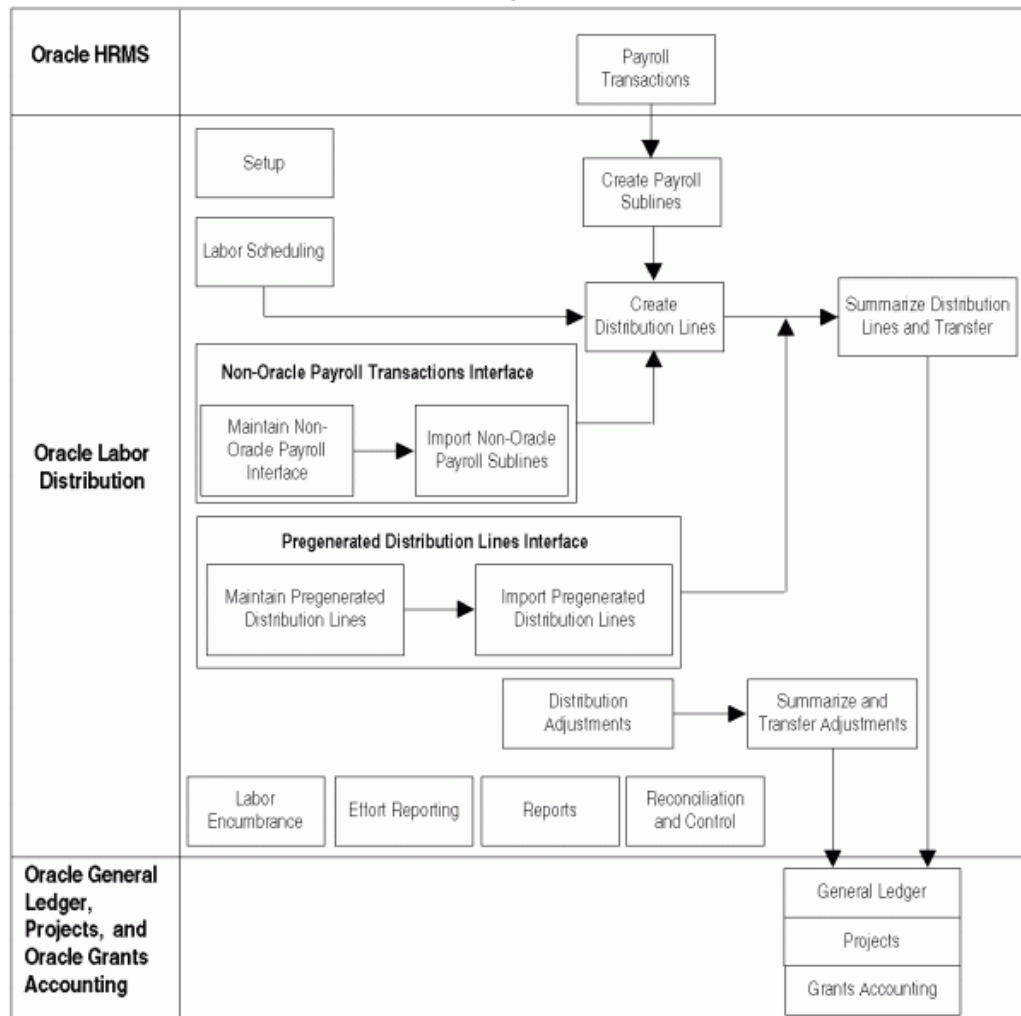 Oracle HRMS
Payroll
Transactions
Setup
Create Payroll
Sublines
Labor Scheduling
Create
Distribution Lines
Summarize Distribution
Lines and Transfer
Non-Oracle Payroll Transactions Interface
Maintain Non-
Oracle Payroll
Interface
Import Non-Oracle
Payroll Sublines
Oracle Labor
Distribution
Pregenerated Distribution Lines Interface
Maintain Pregenerated
Distribution Lines
Import Pregenerated
Distribution Lines
Distribution
Adjustments
Summarize and
Transfer Adjustments
Labor
Encumbrance
Effort Reporting
Reports
Reconciliation
and Control
Oracle General
Ledger,
Projects, and
Oracle Grants
Accounting
General Ledger
Projects
Grants Accounting